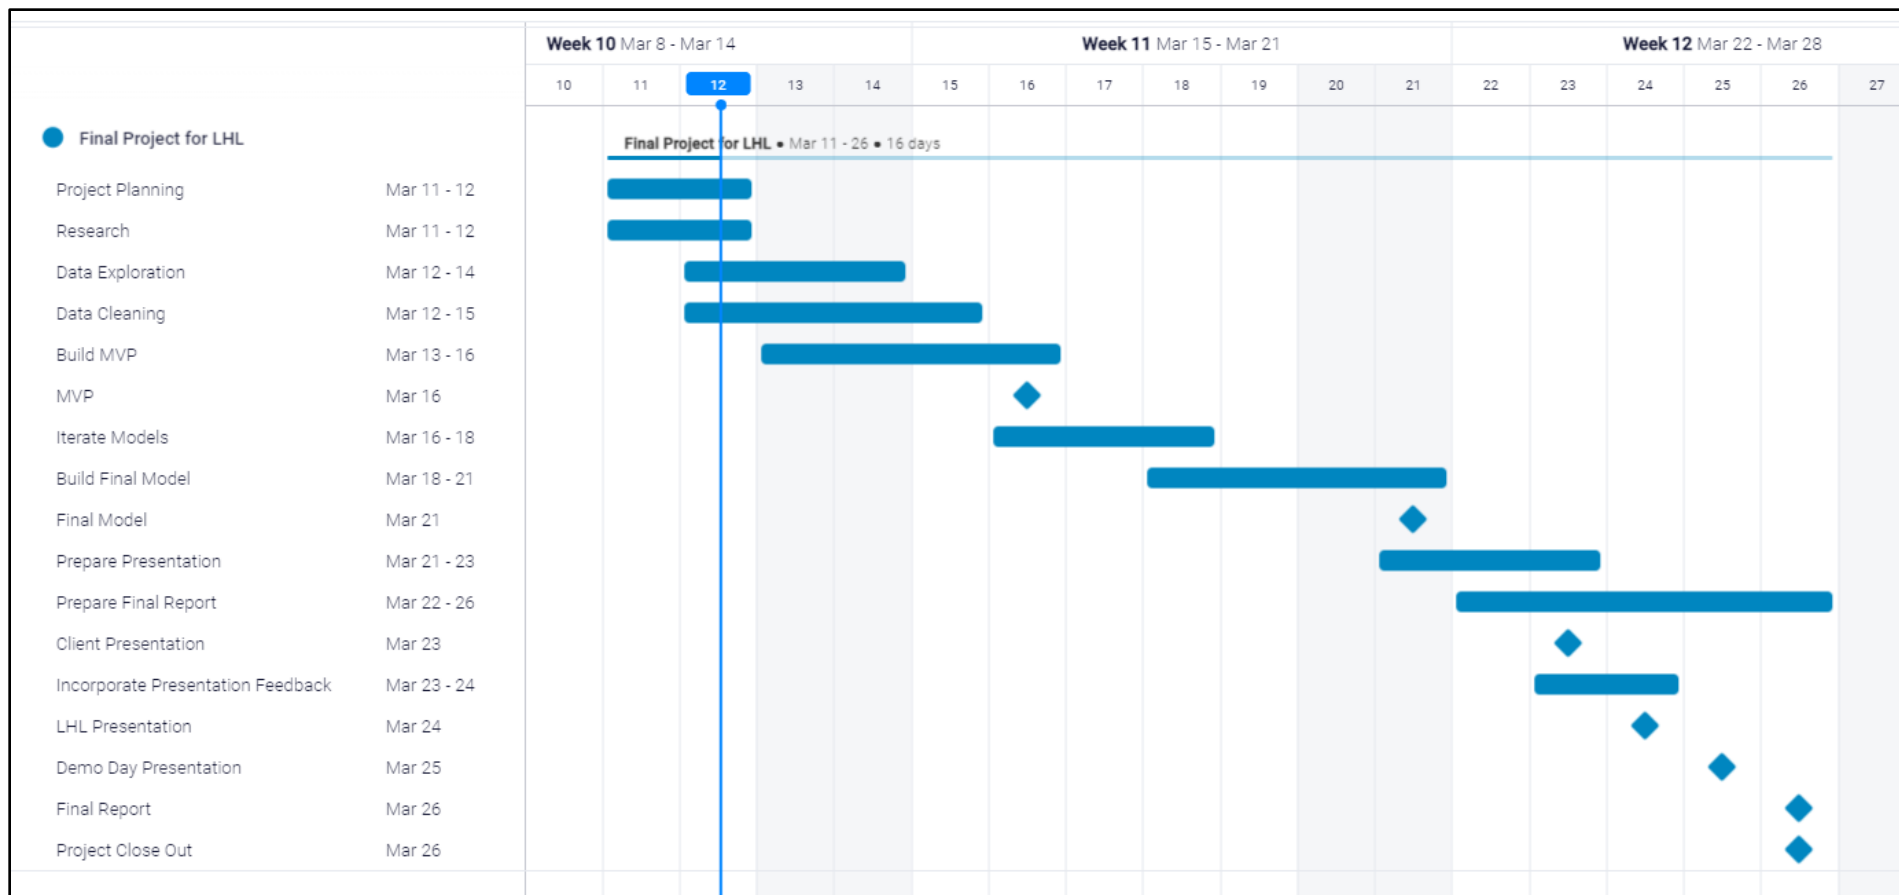 Week 10 Mar 8 - Mar 14 Week 11 Mar 15 - Mar 21 Week 12 Mar 22 - Mar 28
10 11 12 13 14 15 16 17 18 19 20 21 22 23 24 25 26 27
Final Project for LHL Final Project for LHL • Mar 11 - 26 • 16 days
Project Planning Mar 11 - 12
Research Mar 11 - 12
Data Exploration Mar 12 - 14
Data Cleaning Mar 12 - 15
Build MVP Mar 13 - 16
MVP Mar 16
Iterate Models Mar 16 - 18
Build Final Model Mar 18 - 21
Final Model Mar 21
Prepare Presentation Mar 21 - 23
Prepare Final Report Mar 22 - 26
Client Presentation Mar 23
Incorporate Presentation Feedback Mar 23 - 24
LHL Presentation Mar 24
Demo Day Presentation Mar 25
Final Report Mar 26
Project Close Out Mar 26